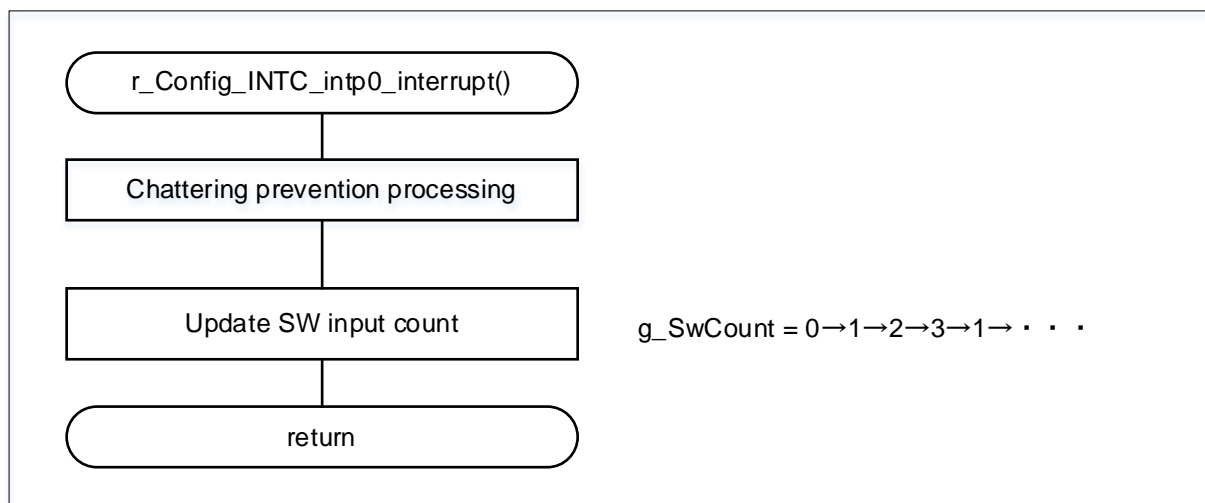 r_Config_INTC_intp0_interrupt()
Chattering prevention processing
Update SW input count
g_SwCount = 0→1→2→3→1→・・・
return